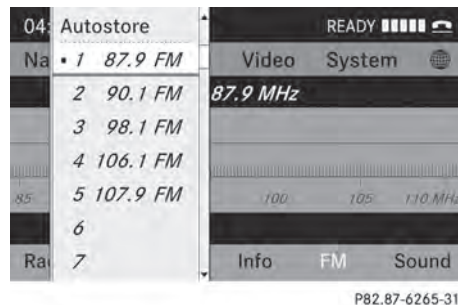 04: Autostore READY
Na • 1 87.9 FM Video System
2 90.1 FM 87.9 MHz
3 98.1 FM
4 106.1 FM
85 5 107.9 FM 100 105 110 MHz
6
Ra 7 Info FM Sound
P82.87-6265-31